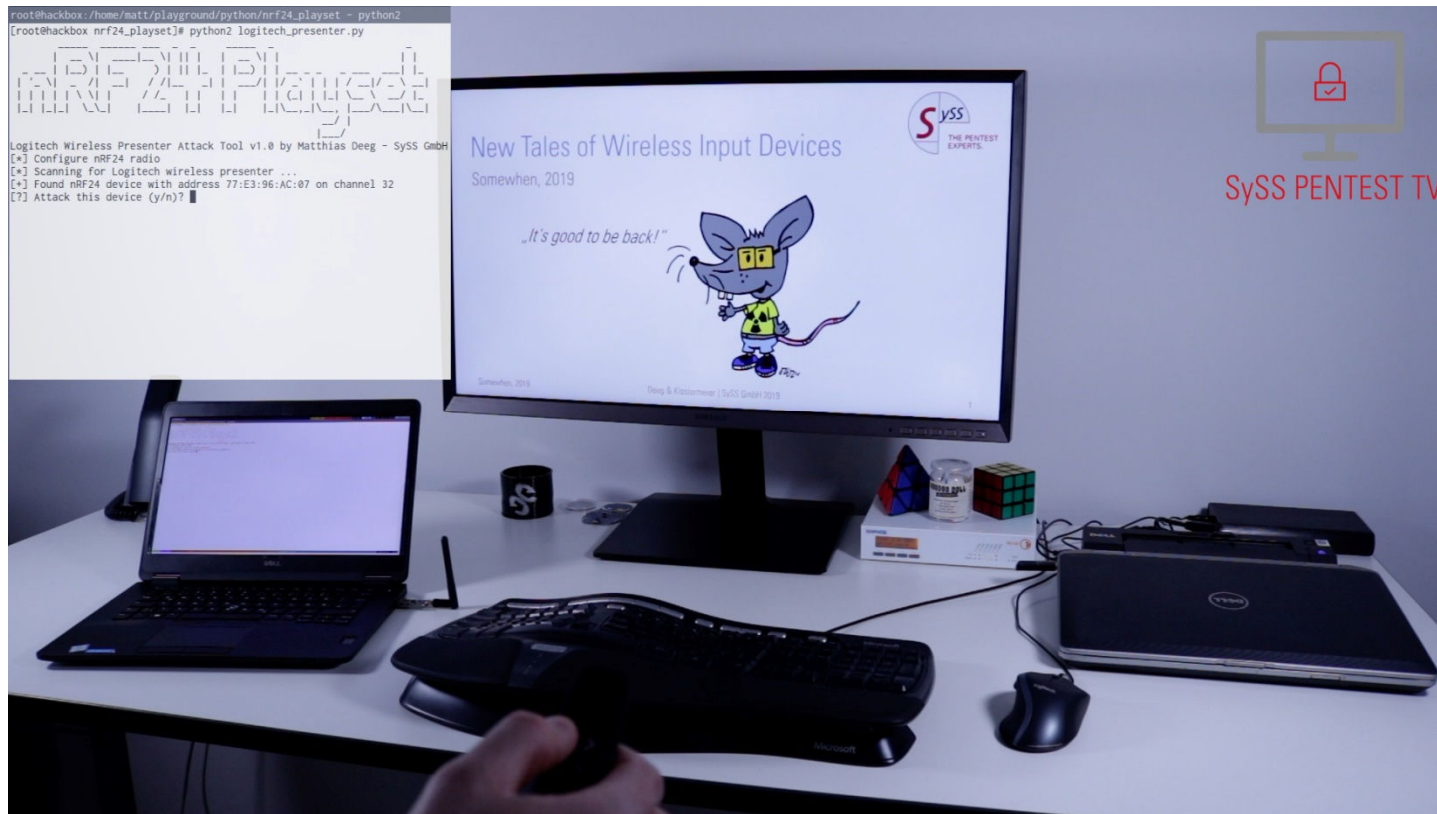 root@hackbox:/home/matt/playground/python/nrf24_playset - python2
[root@hackbox nrf24_playset]# python2 logitech_presenter.py
nRF24 Playset
Logitech Wireless Presenter Attack Tool v1.0 by Matthias Deeg - SySS GmbH
[*] Configure nRF24 radio
[*] Scanning for Logitech wireless presenter ...
[+] Found nRF24 device with address 77:E3:96:AC:07 on channel 32
[?] Attack this device (y/n)?
SySS
THE PENTEST
EXPERTS.
New Tales of Wireless Input Devices
Somewhen, 2019
„It's good to be back!"
Somewhen, 2019
Deeg & Klostermeier | SySS GmbH 2019
1
SySS PENTEST TV
DELL
DELL
DELL
Microsoft